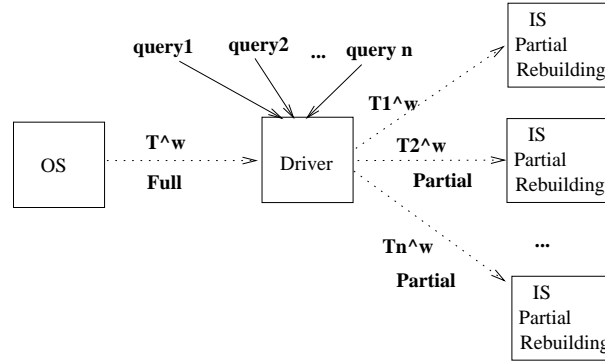 IS
Partial
Rebuilding
query1 query2 ... query n
T1^w
OS
T^w
Full
Driver
T2^w
Partial
IS
Partial
Rebuilding
Tn^w
Partial
...
IS
Partial
Rebuilding